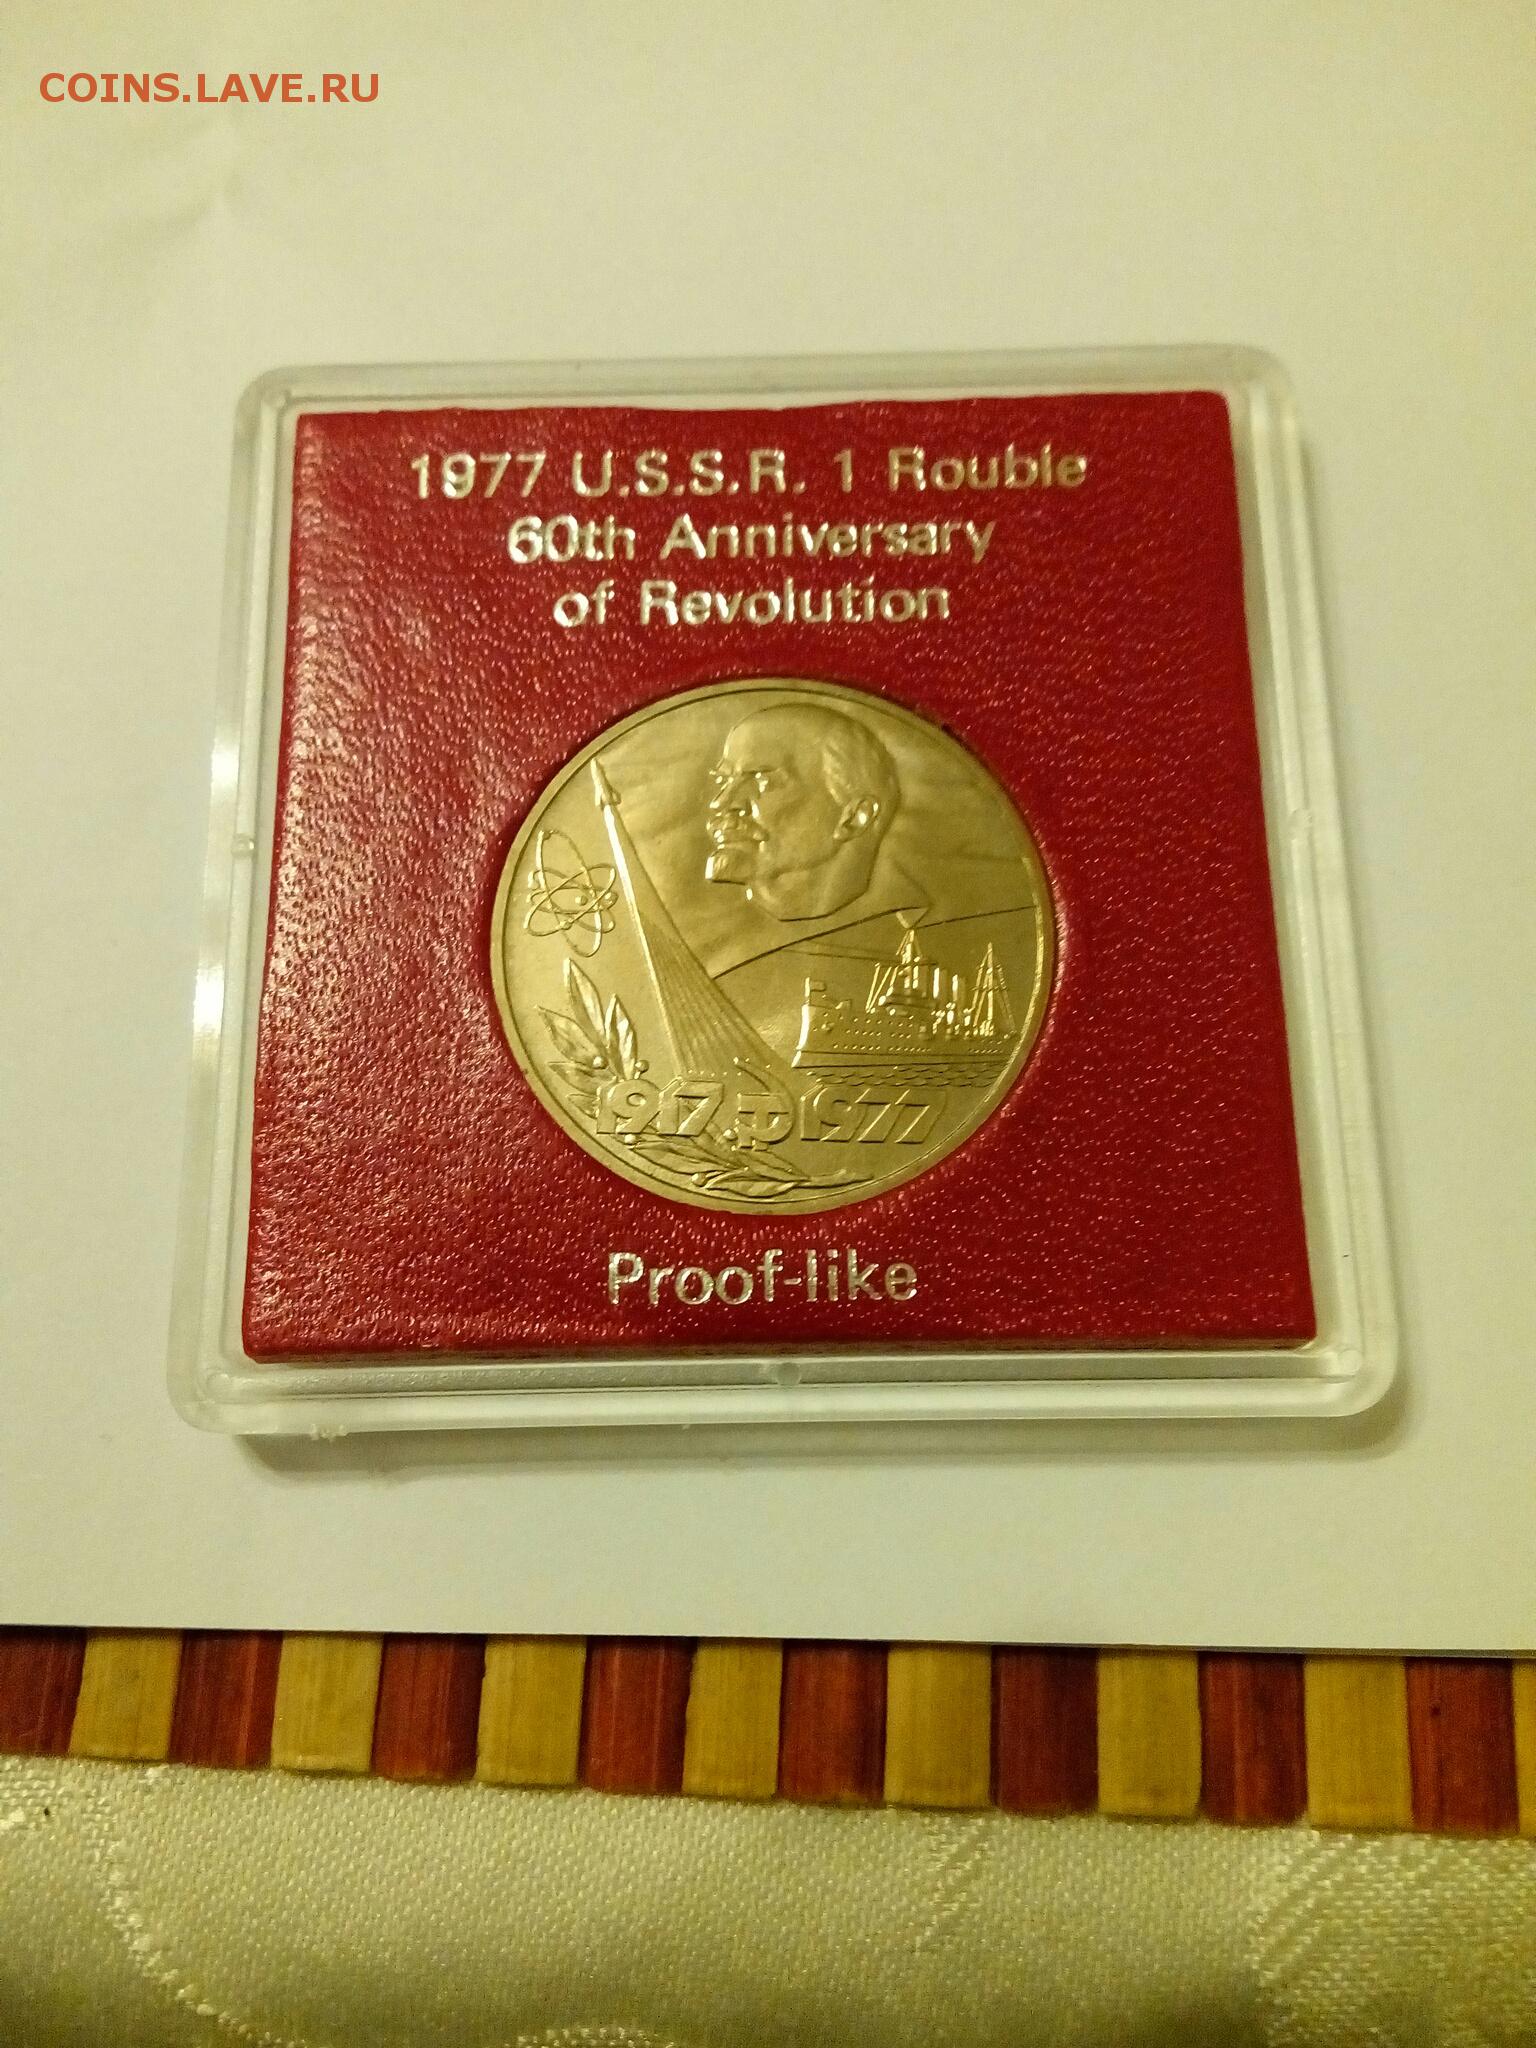 COINS.LAVE.RU
1977 U.S.S.R. 1 Rouble
60th Anniversary
of Revolution
1917 1977
Proof-like